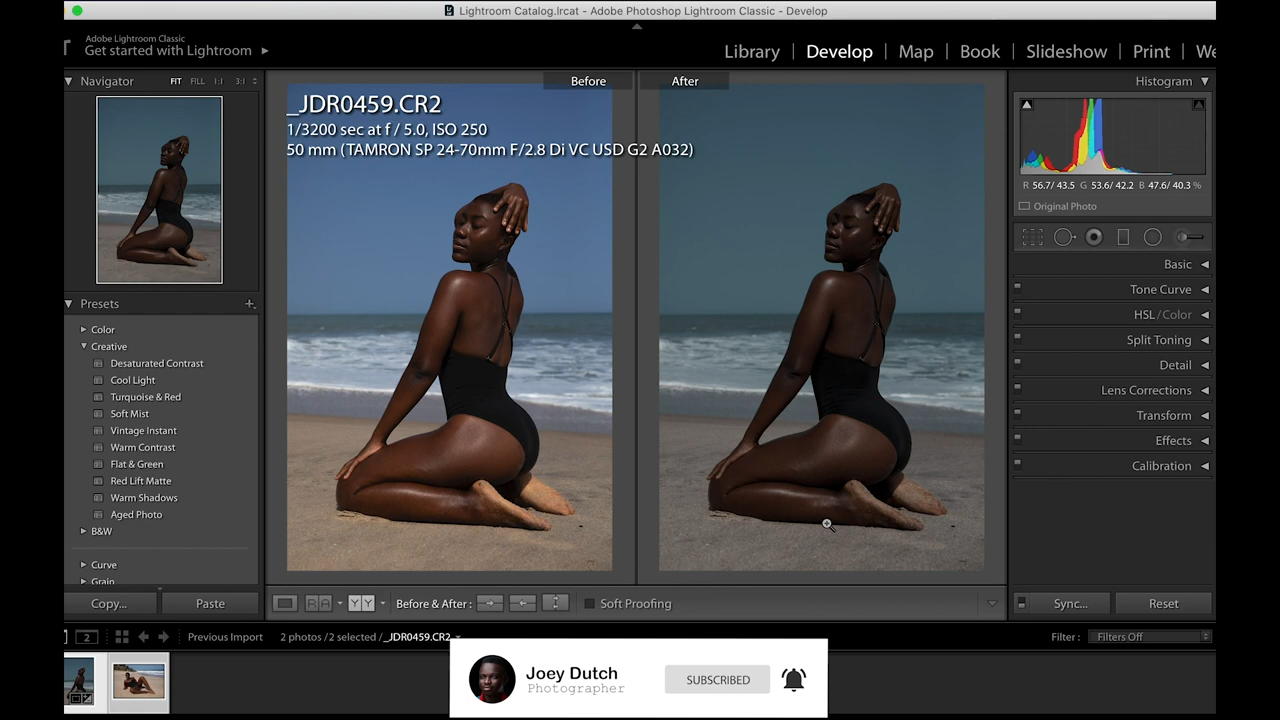 Lightroom Catalog.lrcat - Adobe Photoshop Lightroom Classic - Develop
Adobe Lightroom Classic
Get started with Lightroom
Library | Develop | Map | Book | Slideshow | Print | We
Navigator FIT FILL 1:1 3:1
Before
After
Histogram
_JDR0459.CR2
1/3200 sec at f / 5.0, ISO 250
50 mm (TAMRON SP 24-70mm F/2.8 Di VC USD G2 A032)
R 56.7/ 43.5 G 53.6/ 42.2 B 47.6/ 40.3 %
Original Photo
Basic
Tone Curve
HSL / Color
Split Toning
Detail
Lens Corrections
Transform
Effects
Calibration
Presets
Color
Creative
Desaturated Contrast
Cool Light
Turquoise & Red
Soft Mist
Vintage Instant
Warm Contrast
Flat & Green
Red Lift Matte
Warm Shadows
Aged Photo
B&W
Curve
Grain
Copy... Paste
R A Y Y Before & After : Soft Proofing
Sync... Reset
2 Previous Import 2 photos /2 selected /_JDR0459.CR2
Filter : Filters Off
Joey Dutch
Photographer
SUBSCRIBED